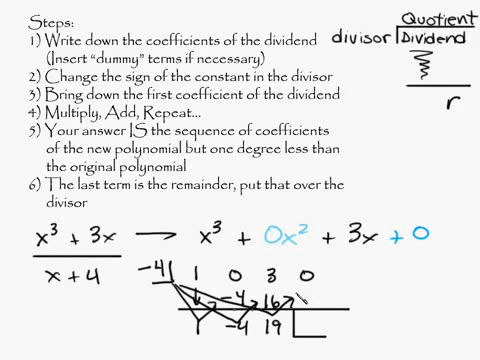 Steps:
1) Write down the coefficients of the dividend
(Insert "dummy" terms if necessary)
2) Change the sign of the constant in the divisor
3) Bring down the first coefficient of the dividend
4) Multiply, Add, Repeat...
5) Your answer IS the sequence of coefficients
of the new polynomial but one degree less than
the original polynomial
6) The last term is the remainder, put that over the
divisor
Quotient
divisor Dividend
r
x³ + 3x → x³ + 0x² + 3x + 0
x + 4
-4 1 0 3 0
-4 16
1 -4 19